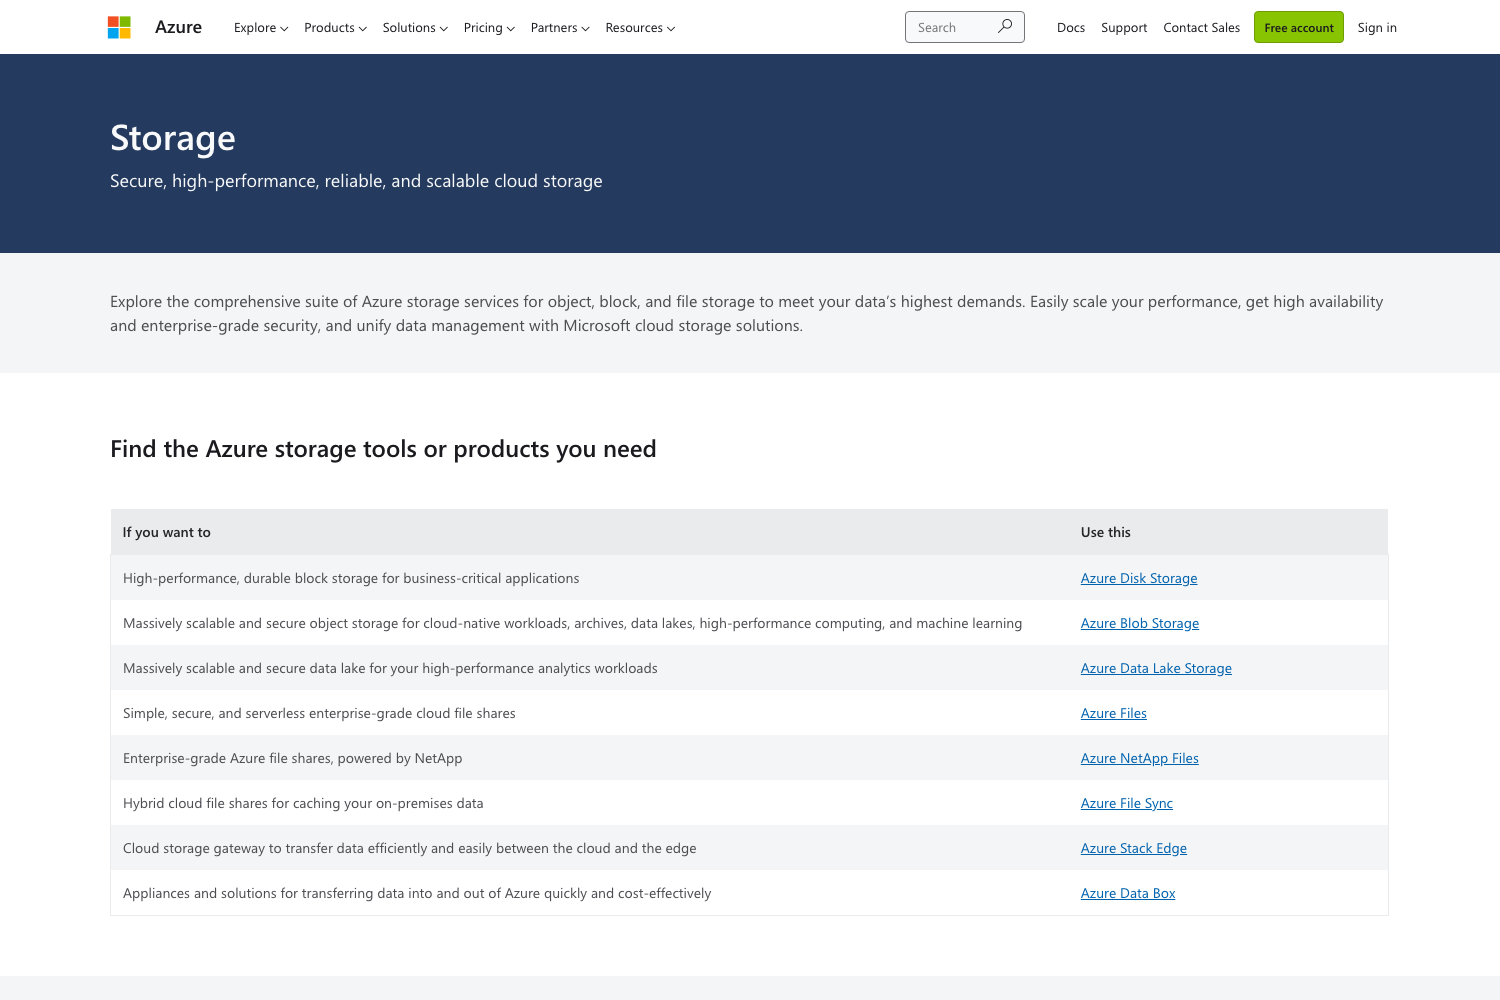 Azure Explore Products Solutions Pricing Partners Resources Search Docs Support Contact Sales Free account Sign in
Storage
Secure, high-performance, reliable, and scalable cloud storage
Explore the comprehensive suite of Azure storage services for object, block, and file storage to meet your data’s highest demands. Easily scale your performance, get high availability
and enterprise-grade security, and unify data management with Microsoft cloud storage solutions.
Find the Azure storage tools or products you need
If you want to Use this
High-performance, durable block storage for business-critical applications Azure Disk Storage
Massively scalable and secure object storage for cloud-native workloads, archives, data lakes, high-performance computing, and machine learning Azure Blob Storage
Massively scalable and secure data lake for your high-performance analytics workloads Azure Data Lake Storage
Simple, secure, and serverless enterprise-grade cloud file shares Azure Files
Enterprise-grade Azure file shares, powered by NetApp Azure NetApp Files
Hybrid cloud file shares for caching your on-premises data Azure File Sync
Cloud storage gateway to transfer data efficiently and easily between the cloud and the edge Azure Stack Edge
Appliances and solutions for transferring data into and out of Azure quickly and cost-effectively Azure Data Box